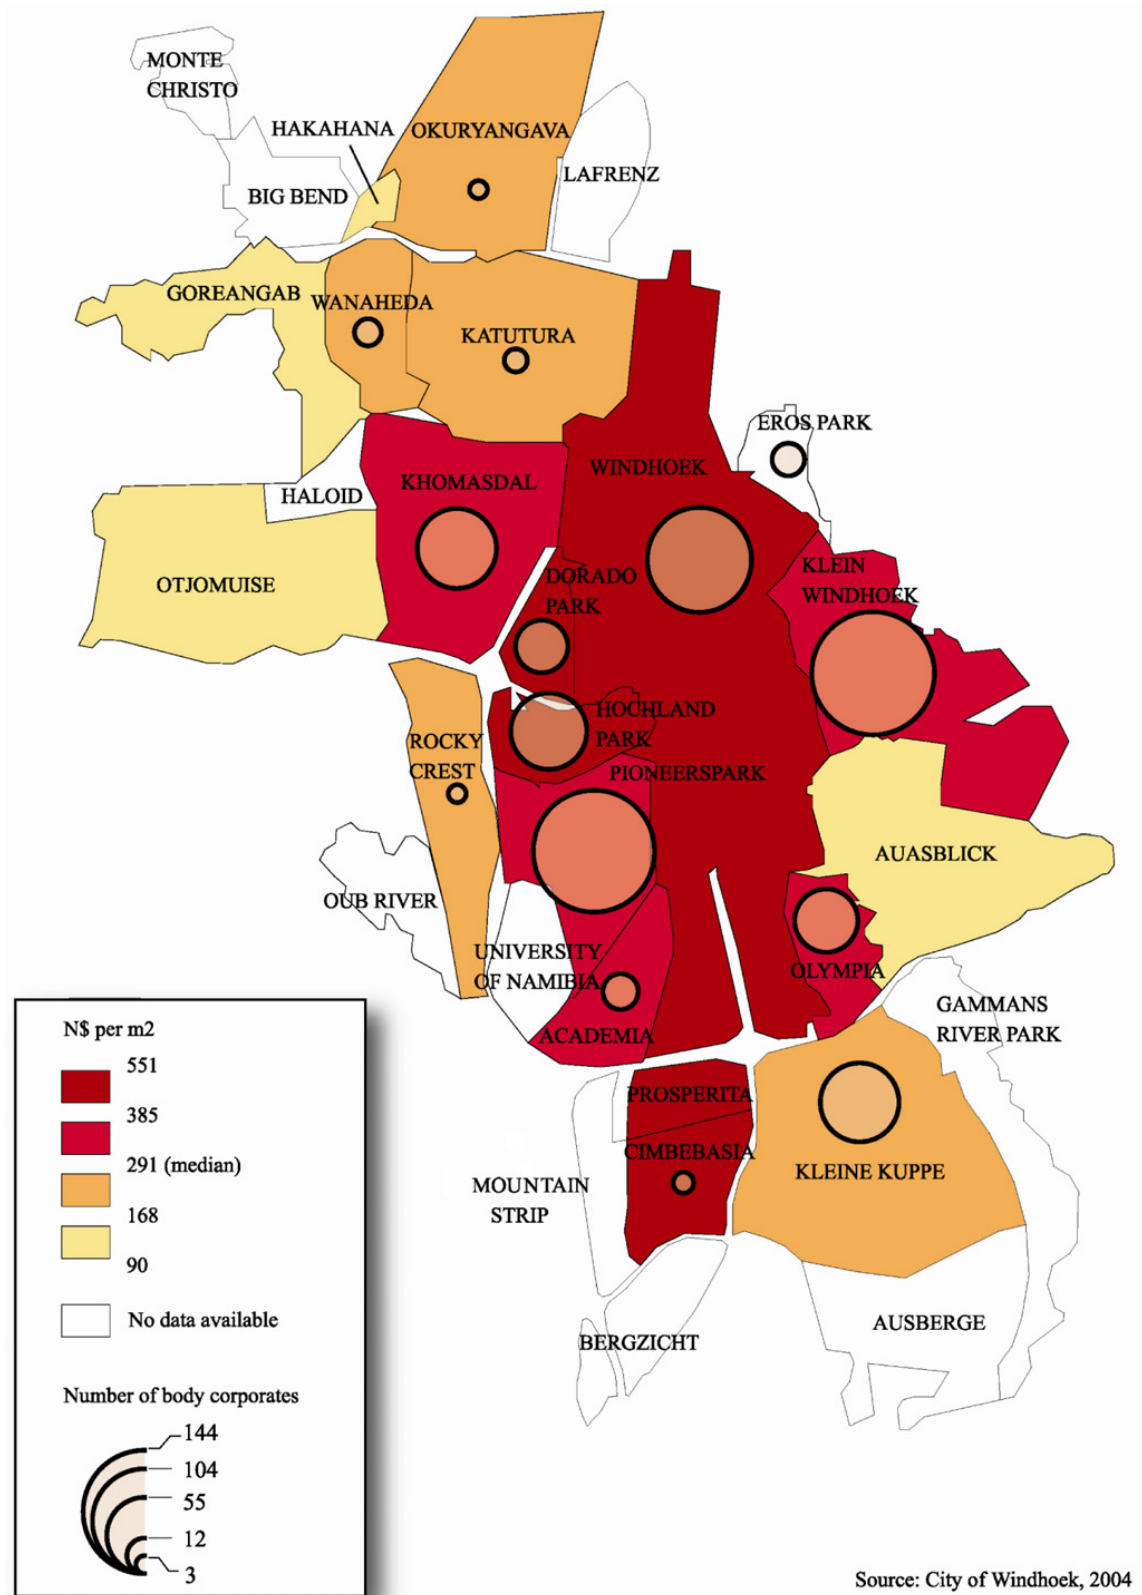 MONTE
CHRISTO
HAKAHANA
OKURYANGAVA
LAFRENZ
BIG BEND
GOREANGAB
WANAHEDA
KATUTURA
EROS PARK
WINDHOEK
KHOMASDAL
HALOID
KLEIN
WINDHOEK
OTJOMUISE
DORADO
PARK
HOCHLAND
PARK
ROCKY
CREST
PIONEERSPARK
AUASBLICK
OUB RIVER
UNIVERSITY
OF NAMIBIA
OLYMPIA
ACADEMIA
GAMMANS
RIVER PARK
PROSPERITA
CIMBEBASIA
KLEINE KUPPE
MOUNTAIN
STRIP
BERGZICHT
AUSBERGE
N$ per m2
551
385
291 (median)
168
90
No data available
Number of body corporates
144
104
55
12
3
Source: City of Windhoek, 2004